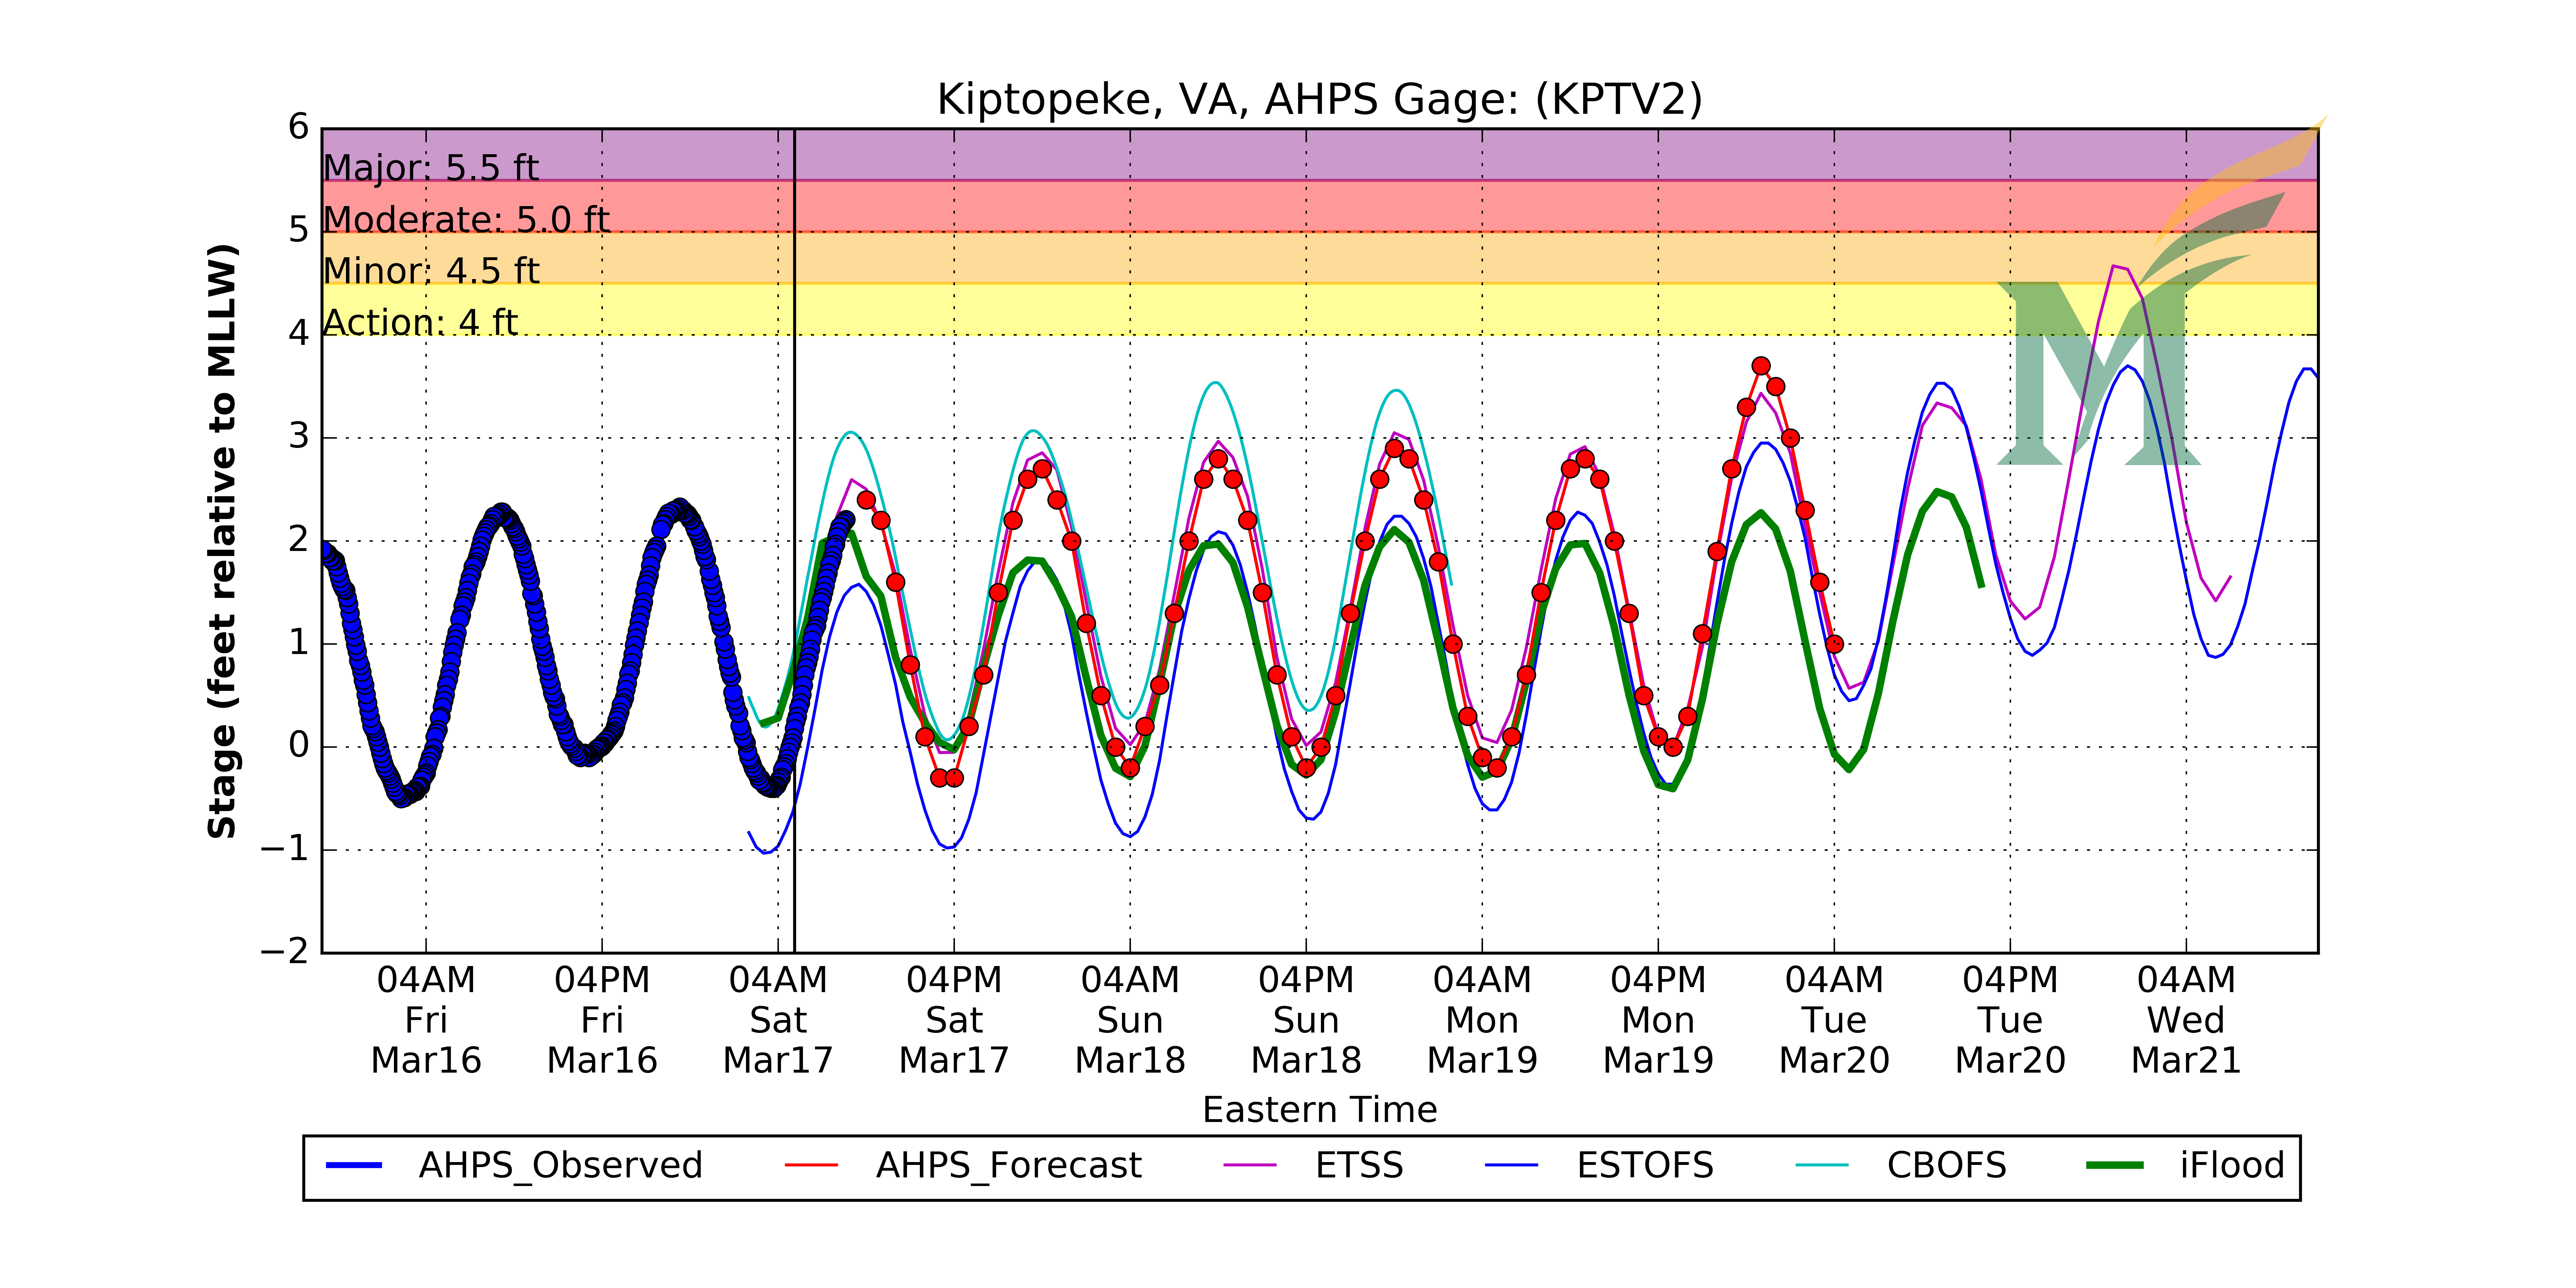 Kiptopeke, VA, AHPS Gage: (KPTV2)
6
Major: 5.5 ft
Moderate: 5.0 ft
5
Minor: 4.5 ft
Action: 4 ft
4
3
2
1
0
−1
−2
Stage (feet relative to MLLW)
04AM 04PM 04AM 04PM 04AM 04PM 04AM 04PM 04AM 04PM 04AM
Fri Fri Sat Sat Sun Sun Mon Mon Tue Tue Wed
Mar16 Mar16 Mar17 Mar17 Mar18 Mar18 Mar19 Mar19 Mar20 Mar20 Mar21
Eastern Time
AHPS_Observed AHPS_Forecast ETSS ESTOFS CBOFS iFlood
M